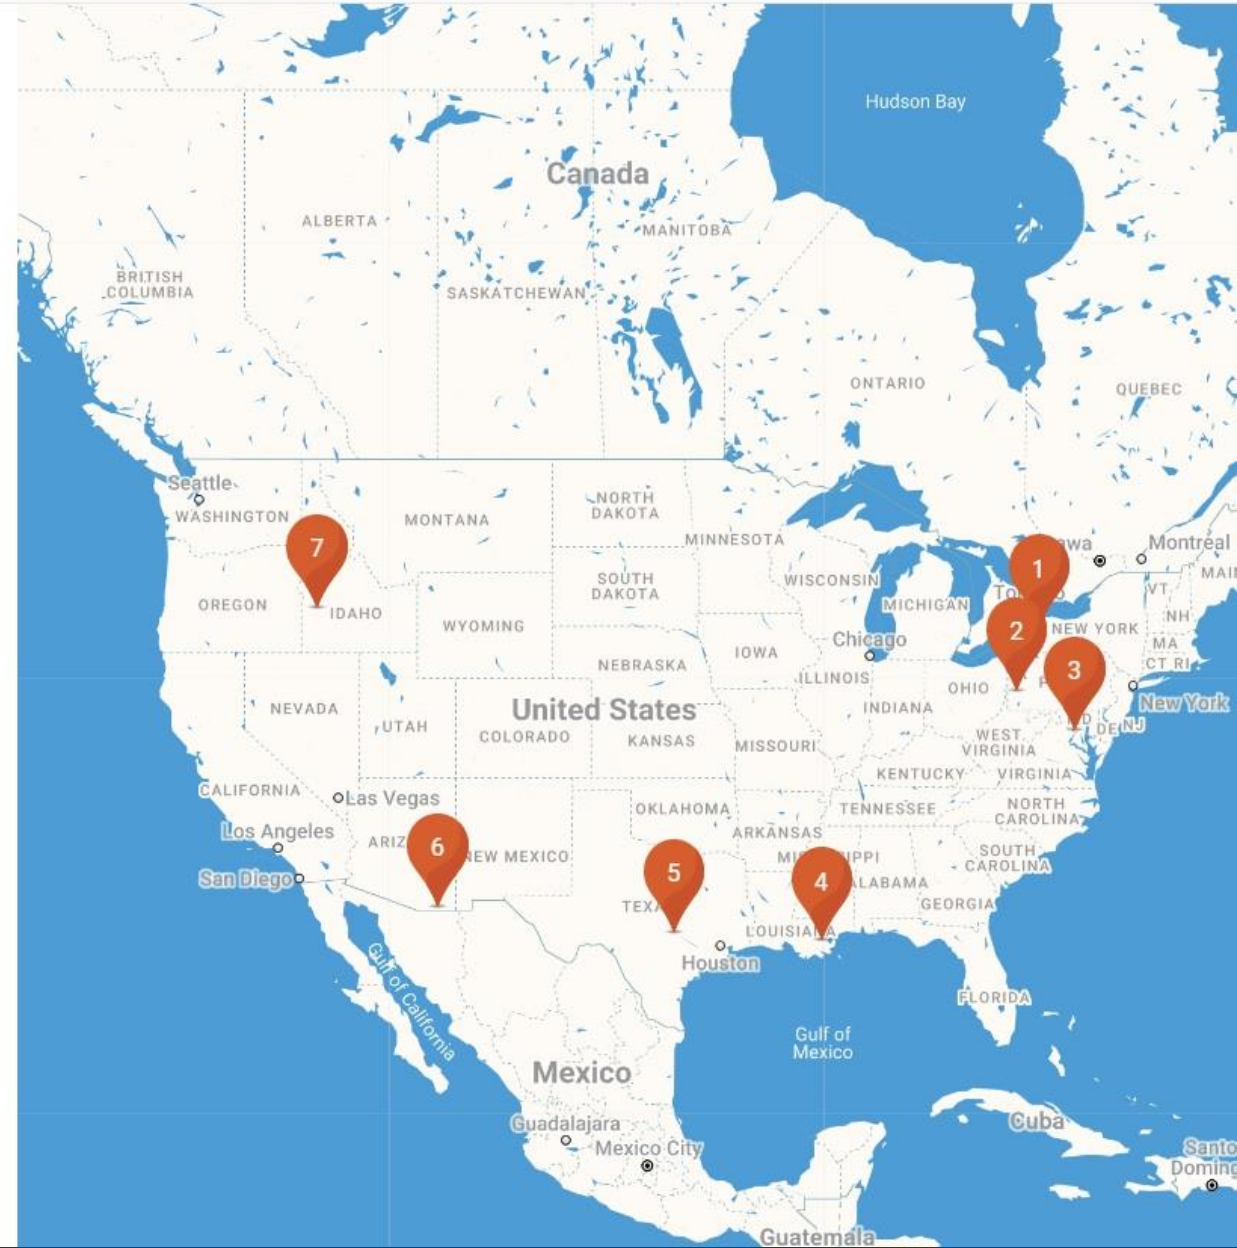 Hudson Bay
Canada
ALBERTA
MANITOBA
BRITISH
COLUMBIA
SASKATCHEWAN
ONTARIO
QUEBEC
Seattle
WASHINGTON
MONTANA
NORTH
DAKOTA
MINNESOTA
Montréal
7
1
OREGON
IDAHO
SOUTH
DAKOTA
WISCONSIN
MICHIGAN
VT
NH
2
NEW YORK
WYOMING
Chicago
IOWA
MA
CT RI
NEBRASKA
ILLINOIS
OHIO
3
New York
NEVADA
United States
INDIANA
UTAH
COLORADO
KANSAS
MISSOURI
WEST
VIRGINIA
DE NJ
KENTUCKY
VIRGINIA
CALIFORNIA
Las Vegas
OKLAHOMA
TENNESSEE
NORTH
CAROLINA
Los Angeles
ARKANSAS
6
NEW MEXICO
SOUTH
CAROLINA
San Diego
5
4
GEORGIA
LOUISIANA
Houston
FLORIDA
Gulf of California
Gulf of
Mexico
Mexico
Guadalajara
Mexico City
Cuba
Guatemala